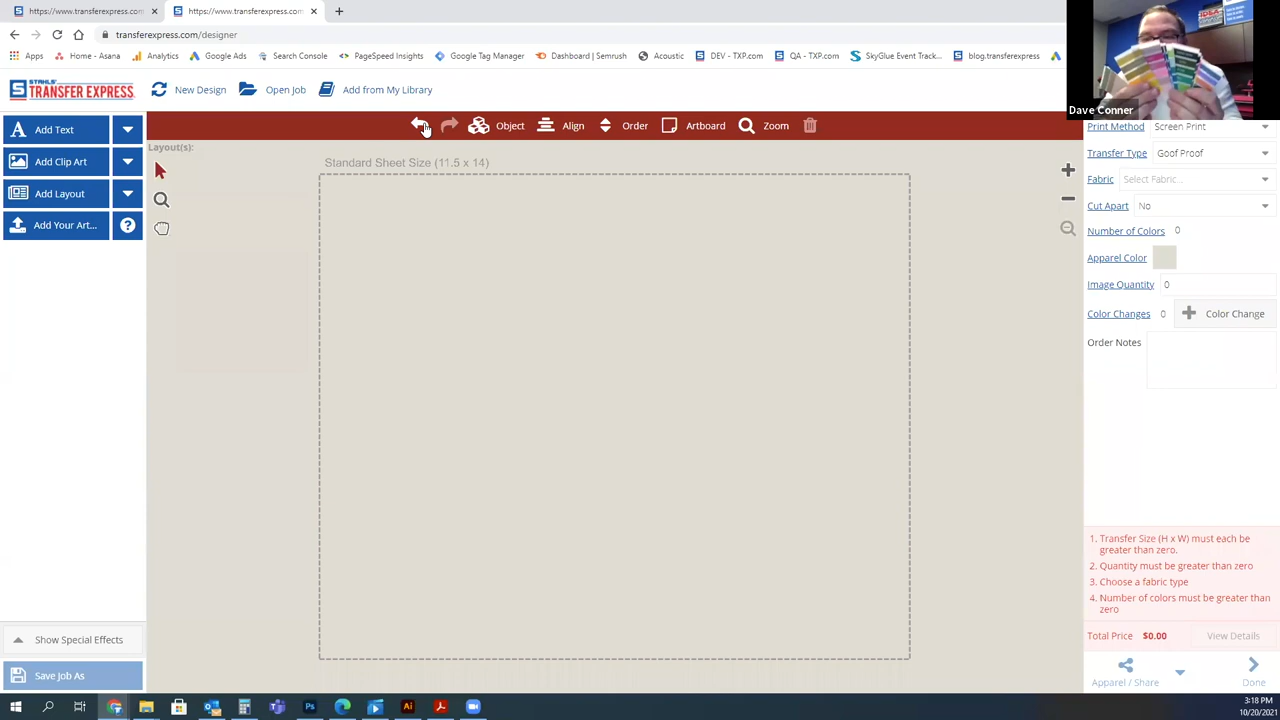 https://www.transferexpress.co
https://www.transferexpress.co
transferexpress.com/designer
Apps
Home - Asana
Analytics
Google Ads
Search Console
PageSpeed Insights
Google Tag Manager
Dashboard | Semrush
Acoustic
DEV - TXP.com
QA - TXP.com
SkyGlue Event Track...
blog.transferexpress
Dave Conner
STAHLS'
TRANSFER EXPRESS
New Design
Open Job
Add from My Library
Object
Align
Order
Artboard
Zoom
Add Text
Add Clip Art
Add Layout
Add Your Art...
Layout(s):
Standard Sheet Size (11.5 x 14)
Print Method Screen Print
Transfer Type Goof Proof
Fabric Select Fabric...
Cut Apart No
Number of Colors 0
Apparel Color
Image Quantity 0
Color Changes 0 Color Change
Order Notes
1. Transfer Size (H x W) must each be
greater than zero.
2. Quantity must be greater than zero
3. Choose a fabric type
4. Number of colors must be greater than
zero
Total Price $0.00 View Details
Show Special Effects
Save Job As
Apparel / Share
Done
3:18 PM
10/20/2021